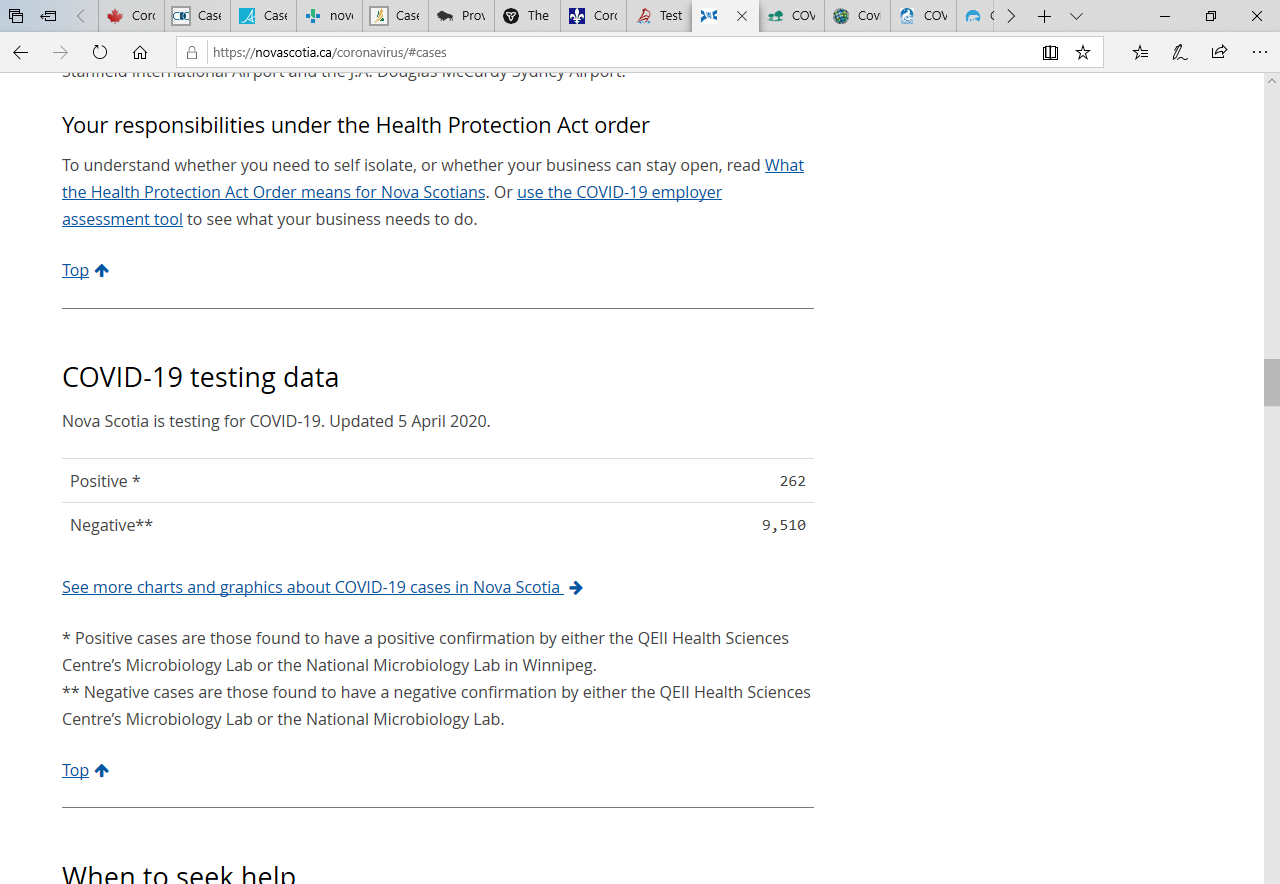 Corc
Case
Case
nov
Case
Prov
The
Corc
Test
COV
Cov
COV
https://novascotia.ca/coronavirus/#cases
Stanfield International Airport and the J.A. Douglas McCurdy Sydney Airport.
Your responsibilities under the Health Protection Act order
To understand whether you need to self isolate, or whether your business can stay open, read What
the Health Protection Act Order means for Nova Scotians. Or use the COVID-19 employer
assessment tool to see what your business needs to do.
Top
COVID-19 testing data
Nova Scotia is testing for COVID-19. Updated 5 April 2020.
Positive * 262
Negative** 9,510
See more charts and graphics about COVID-19 cases in Nova Scotia
* Positive cases are those found to have a positive confirmation by either the QEII Health Sciences
Centre’s Microbiology Lab or the National Microbiology Lab in Winnipeg.
** Negative cases are those found to have a negative confirmation by either the QEII Health Sciences
Centre’s Microbiology Lab or the National Microbiology Lab.
Top
When to seek help